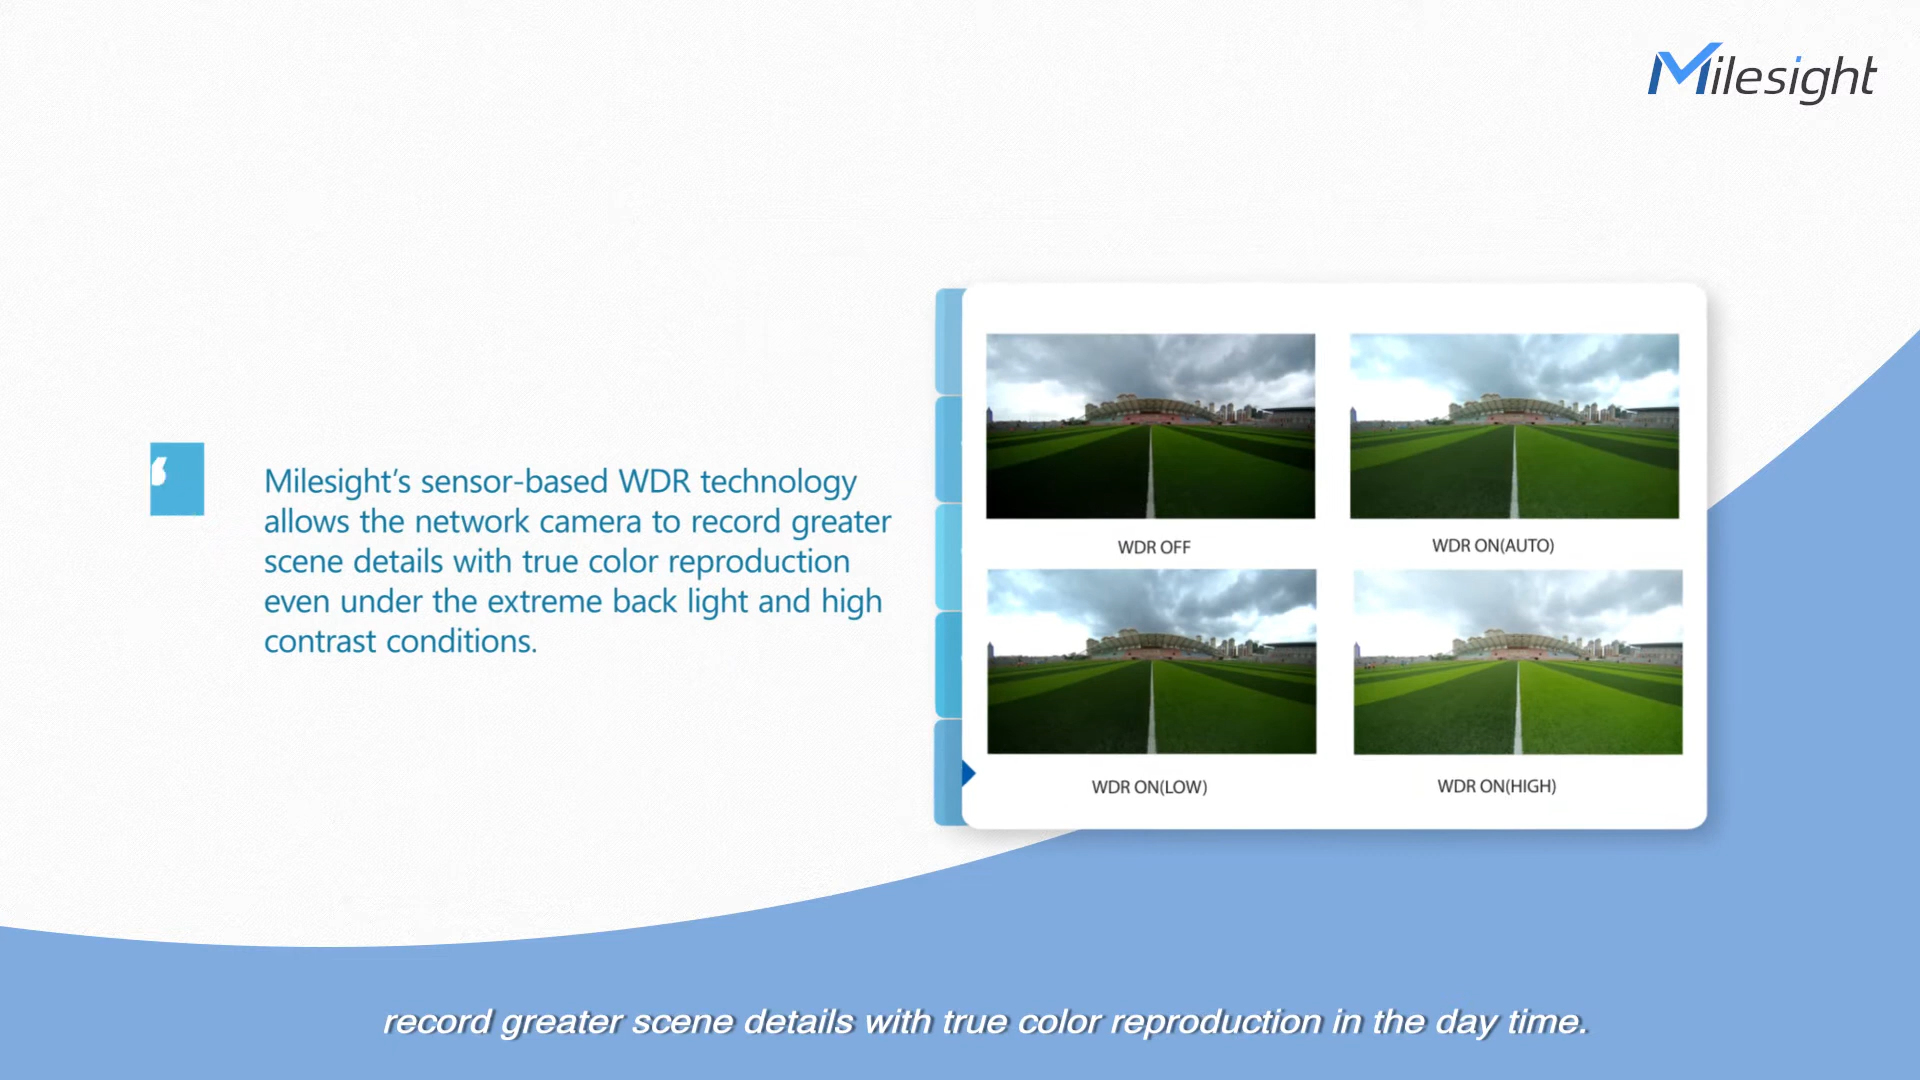 Milesight
Milesight’s sensor-based WDR technology
allows the network camera to record greater
scene details with true color reproduction
even under the extreme back light and high
contrast conditions.
WDR OFF
WDR ON(AUTO)
WDR ON(LOW)
WDR ON(HIGH)
record greater scene details with true color reproduction in the day time.